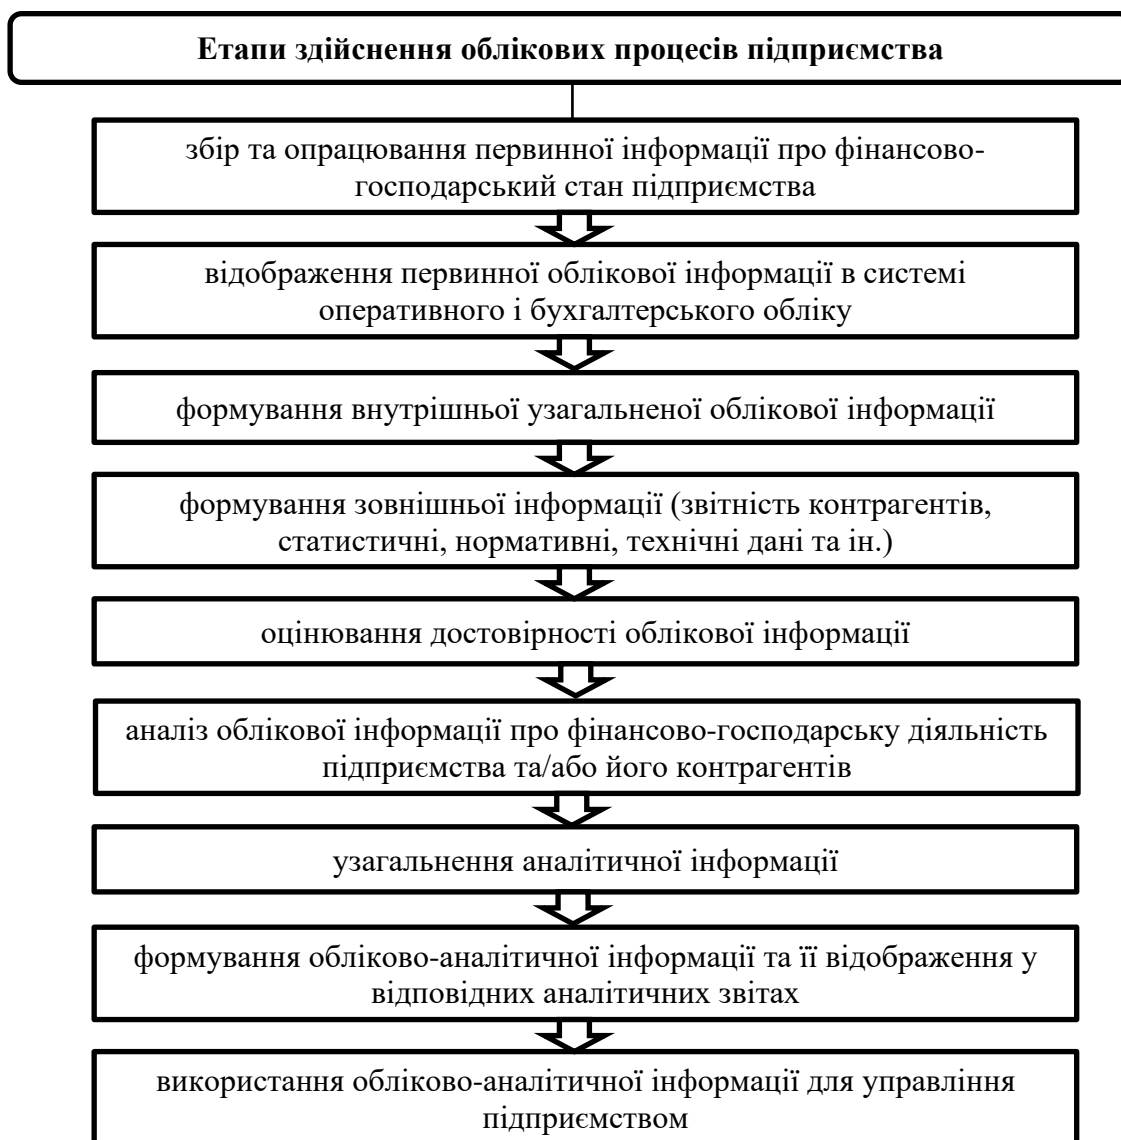 Етапи здійснення облікових процесів підприємства
збір та опрацювання первинної інформації про фінансово-
господарський стан підприємства
відображення первинної облікової інформації в системі
оперативного і бухгалтерського обліку
формування внутрішньої узагальненої облікової інформації
формування зовнішньої інформації (звітність контрагентів,
статистичні, нормативні, технічні дані та ін.)
оцінювання достовірності облікової інформації
аналіз облікової інформації про фінансово-господарську діяльність
підприємства та/або його контрагентів
узагальнення аналітичної інформації
формування обліково-аналітичної інформації та її відображення у
відповідних аналітичних звітах
використання обліково-аналітичної інформації для управління
підприємством